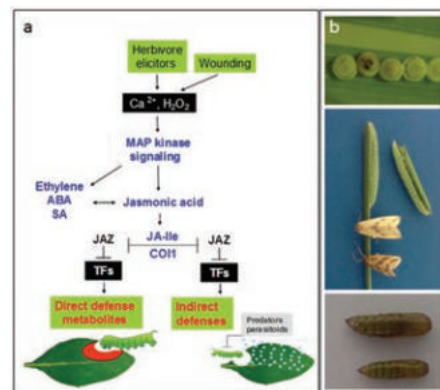 a
b
Herbivore
elicitors
Wounding
Ca 2+, H2O2
MAP kinase
signaling
Ethylene
ABA
SA
Jasmonic acid
JAZ
JA-Ile
JAZ
COI1
TFs
TFs
Direct defense
metabolites
Indirect
defenses
Predators
parasitoids